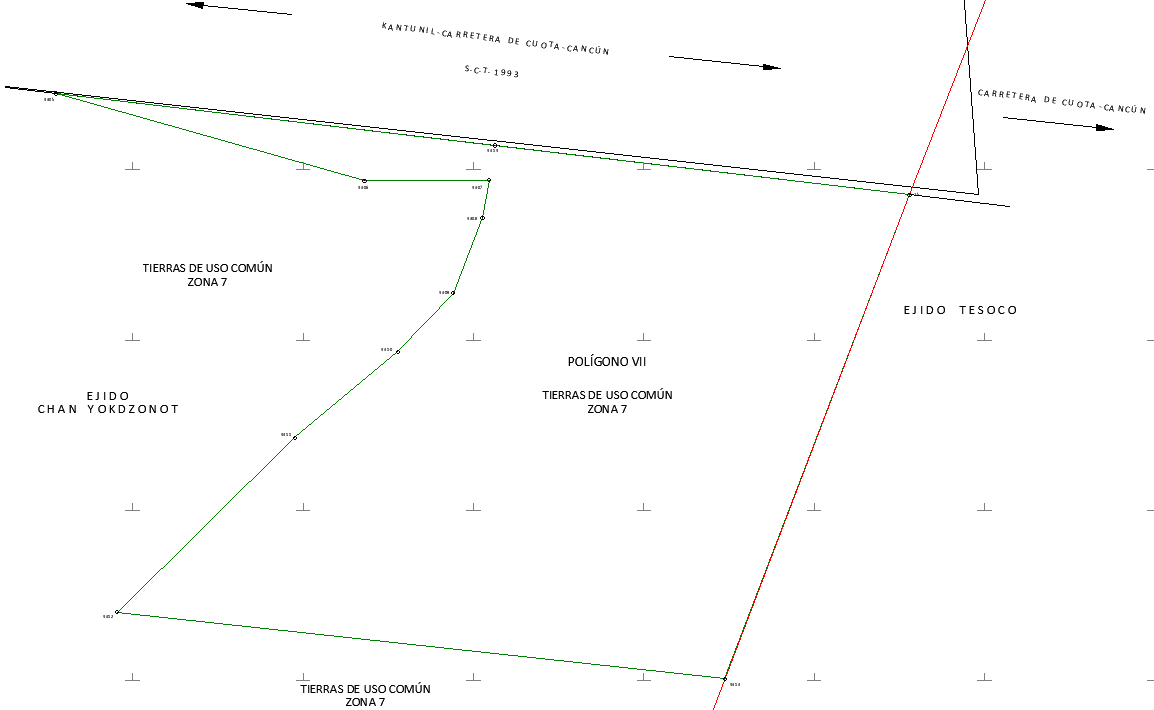 KANTUNIL-CARRETERA DE CUOTA-CANCÚN
S-C-T- 1993
CARRETERA DE CUOTA-CANCÚN
TIERRAS DE USO COMÚN
ZONA 7
EJIDO TESOCO
POLÍGONO VII
TIERRAS DE USO COMÚN
ZONA 7
EJIDO
CHAN YOKDZONOT
TIERRAS DE USO COMÚN
ZONA 7